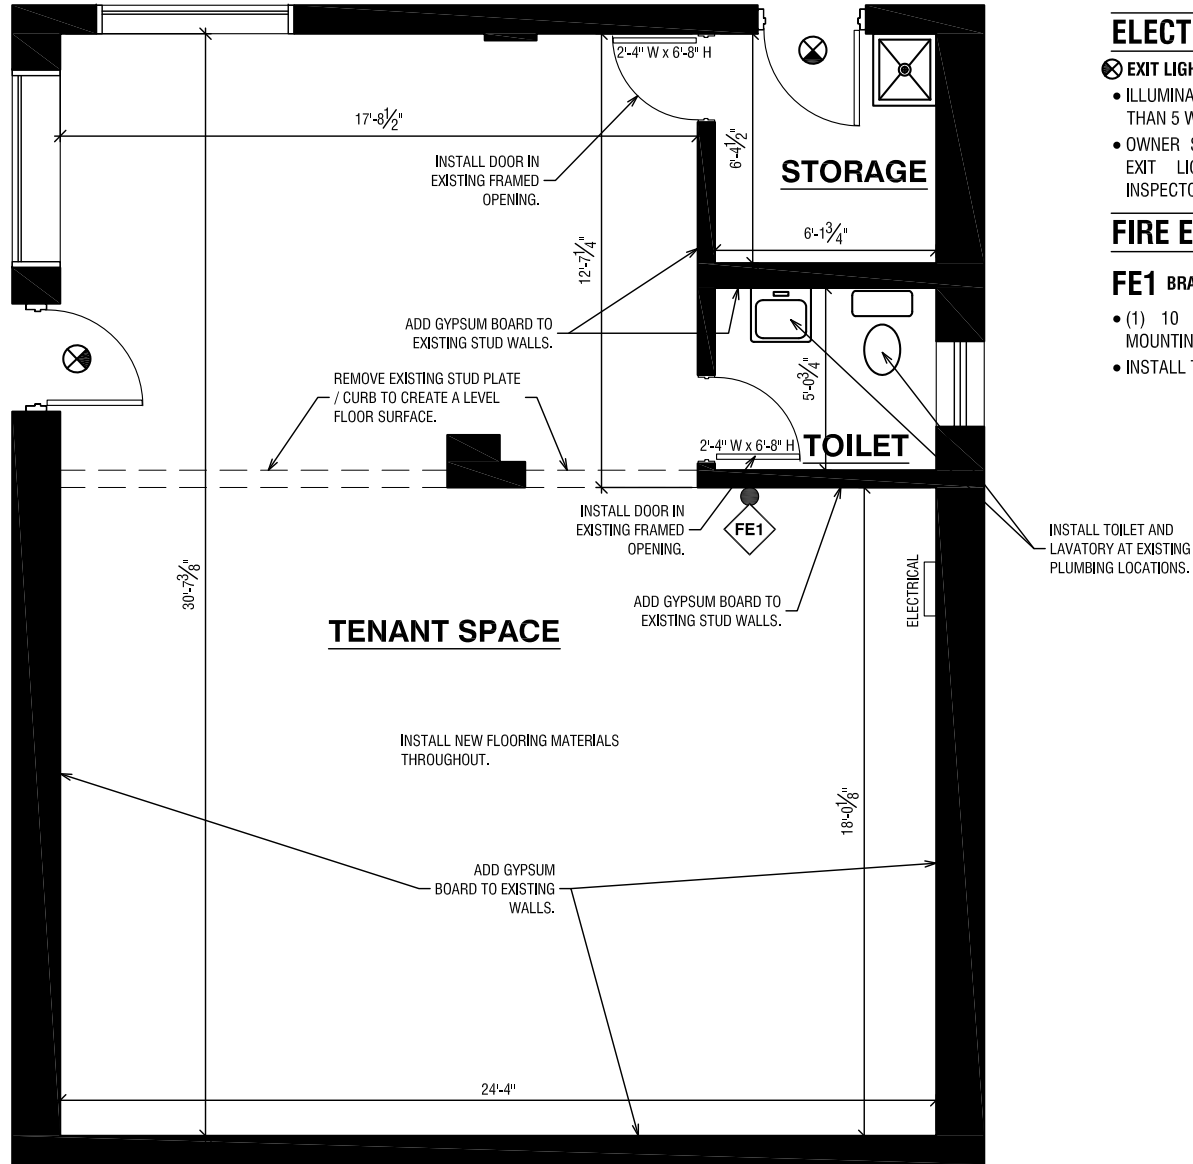 2'-4" W x 6'-8" H
17'-8 1/2"
INSTALL DOOR IN
EXISTING FRAMED
OPENING.
6'-4 1/2"
STORAGE
6'-1 3/4"
12'-7 1/4"
ADD GYPSUM BOARD TO
EXISTING STUD WALLS.
REMOVE EXISTING STUD PLATE
/ CURB TO CREATE A LEVEL
FLOOR SURFACE.
5'-0 3/4"
2'-4" W x 6'-8" H
TOILET
INSTALL DOOR IN
EXISTING FRAMED
OPENING.
FE1
INSTALL TOILET AND
LAVATORY AT EXISTING
PLUMBING LOCATIONS.
30'-7 3/8"
ELECTRICAL
ADD GYPSUM BOARD TO
EXISTING STUD WALLS.
TENANT SPACE
INSTALL NEW FLOORING MATERIALS
THROUGHOUT.
18'-0 1/8"
ADD GYPSUM
BOARD TO EXISTING
WALLS.
24'-4"
ELECT
EXIT LIGH
• ILLUMINA
THAN 5 W
• OWNER S
EXIT LIG
INSPECTO
FIRE E
FE1 BRA
• (1) 10
MOUNTIN
• INSTALL T